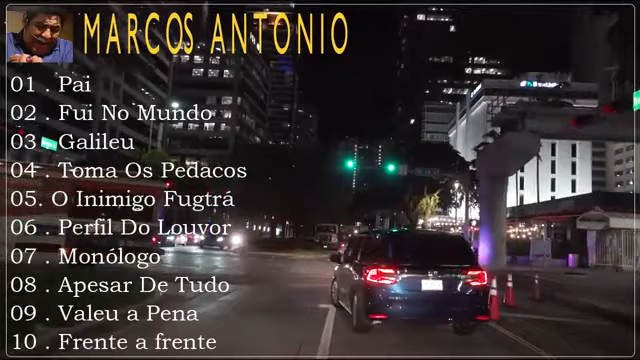 MARCOS ANTONIO
01 . Pai
02 . Fui No Mundo
03 . Galileu
04 . Toma Os Pedacos
05. O Inimigo Fugtrá
06 . Perfil Do Louvor
07 . Monólogo
08 . Apesar De Tudo
09 . Valeu a Pena
10 . Frente a frente